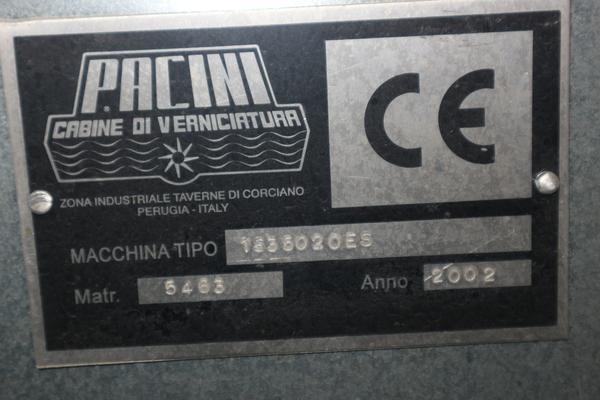 PACINI
CABINE DI VERNICIATURA
CE
ZONA INDUSTRIALE TAVERNE DI CORCIANO
PERUGIA - ITALY
MACCHINA TIPO
Matr. 5463 Anno 2002